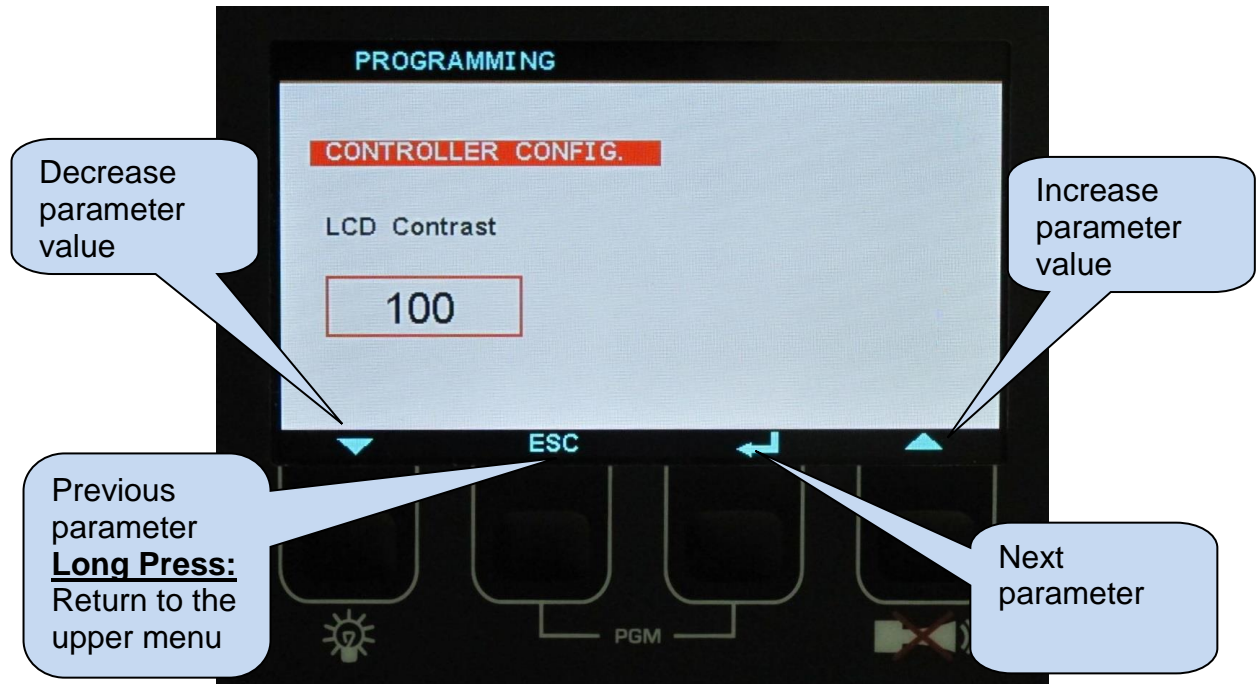 PROGRAMMING
CONTROLLER CONFIG.
LCD Contrast
100
ESC
PGM
Decrease
parameter
value
Increase
parameter
value
Previous
parameter
Long Press:
Return to the
upper menu
Next
parameter